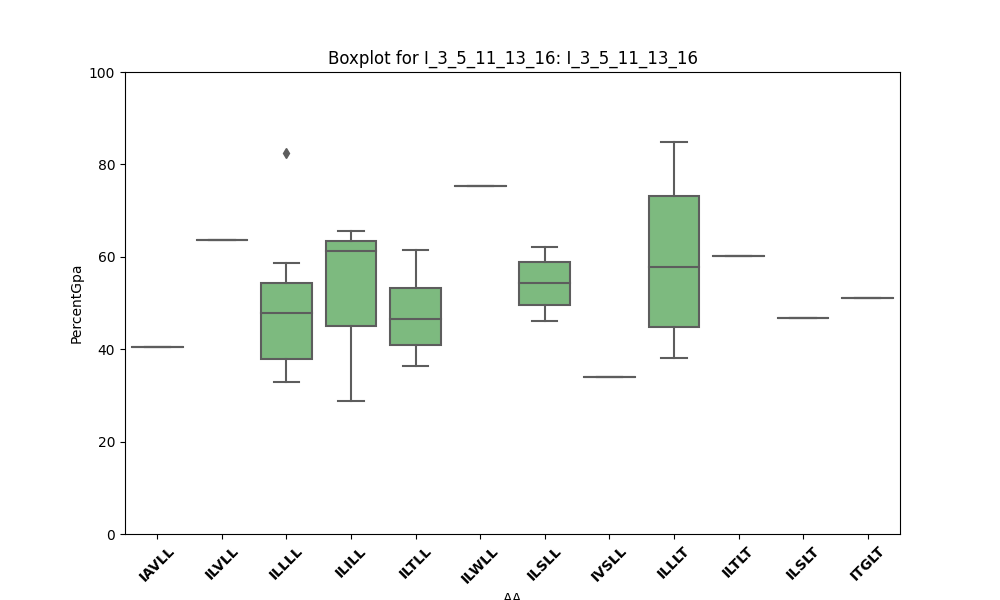 Boxplot for I_3_5_11_13_16: I_3_5_11_13_16
100
80
60
40
20
0
PercentGpa
IAVLL
ILVLL
ILLLL
ILILL
ILTLL
ILWLL
ILSLL
IVSLL
ILLLT
ILTLT
ILSLT
ITGLT
AA